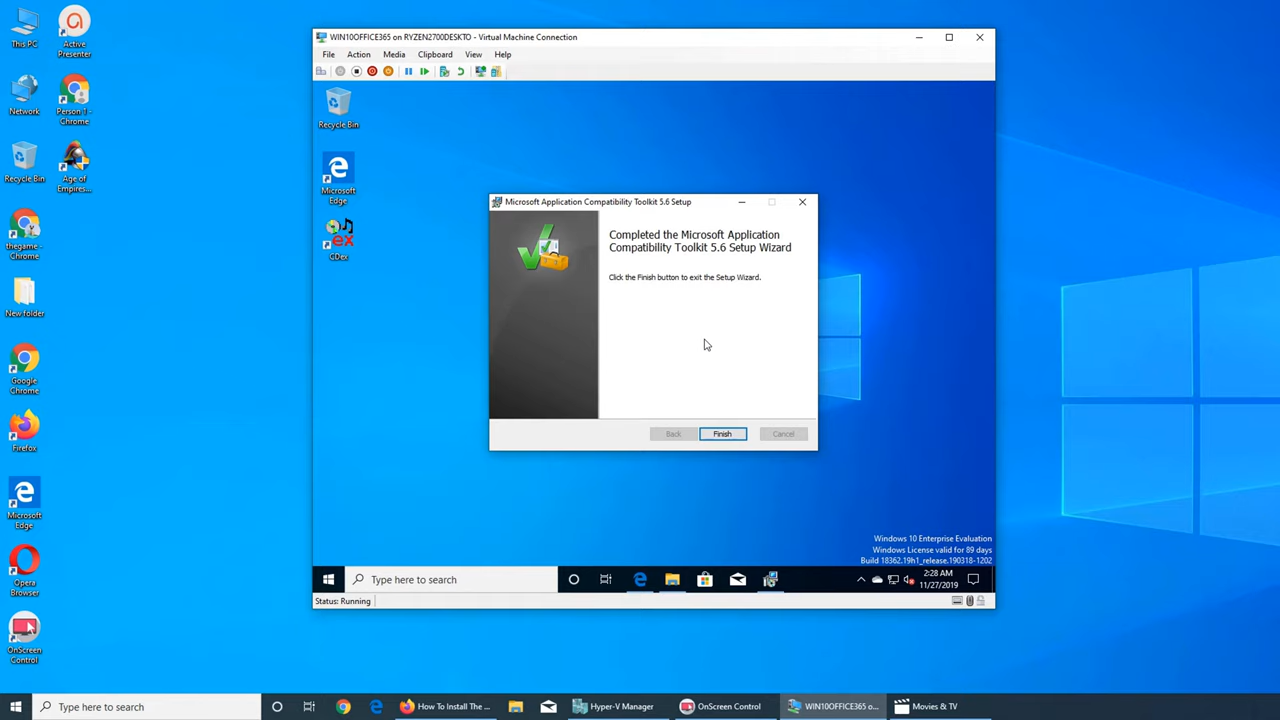 This PC
Active
Presenter
Network
Person 1 -
Chrome
Recycle Bin
Age of
Empires...
thegame -
Chrome
New folder
Google
Chrome
Firefox
Microsoft
Edge
Opera
Browser
OnScreen
Control
WIN10OFFICE365 on RYZEN2700DESKTO - Virtual Machine Connection
File Action Media Clipboard View Help
Recycle Bin
Microsoft
Edge
ex
CDex
Microsoft Application Compatibility Toolkit 5.6 Setup
Completed the Microsoft Application
Compatibility Toolkit 5.6 Setup Wizard
Click the Finish button to exit the Setup Wizard.
Back Finish Cancel
Windows 10 Enterprise Evaluation
Windows License valid for 89 days
Build 18362.19h1_release.190318-1202
Type here to search
2:28 AM
11/27/2019
Status: Running
Type here to search
How To Install The ...
Hyper-V Manager
OnScreen Control
WIN10OFFICE365 o...
Movies & TV